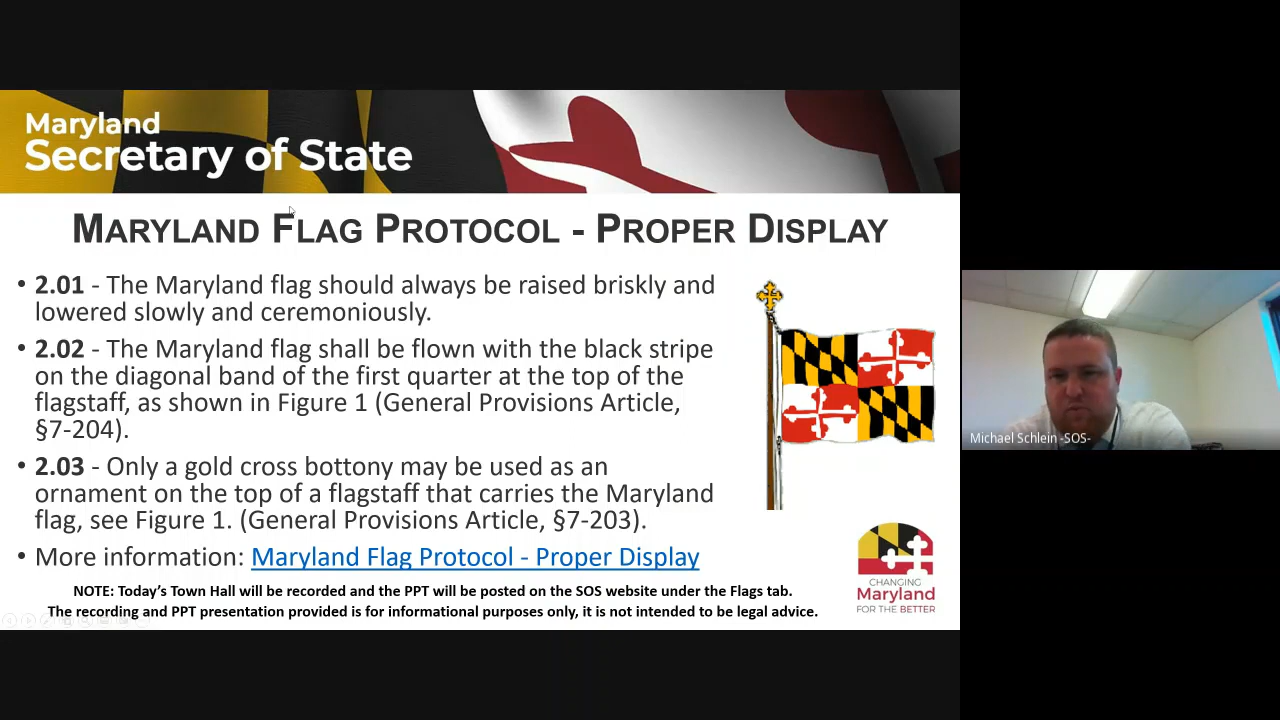 Maryland
Secretary of State
MARYLAND FLAG PROTOCOL - PROPER DISPLAY
• 2.01 - The Maryland flag should always be raised briskly and
lowered slowly and ceremoniously.
• 2.02 - The Maryland flag shall be flown with the black stripe
on the diagonal band of the first quarter at the top of the
flagstaff, as shown in Figure 1 (General Provisions Article,
§7-204).
• 2.03 - Only a gold cross bottony may be used as an
ornament on the top of a flagstaff that carries the Maryland
flag, see Figure 1. (General Provisions Article, §7-203).
• More information: Maryland Flag Protocol - Proper Display
NOTE: Today's Town Hall will be recorded and the PPT will be posted on the SOS website under the Flags tab.
The recording and PPT presentation provided is for informational purposes only, it is not intended to be legal advice.
CHANGING
Maryland
FOR THE BETTER
Michael Schlein -SOS-